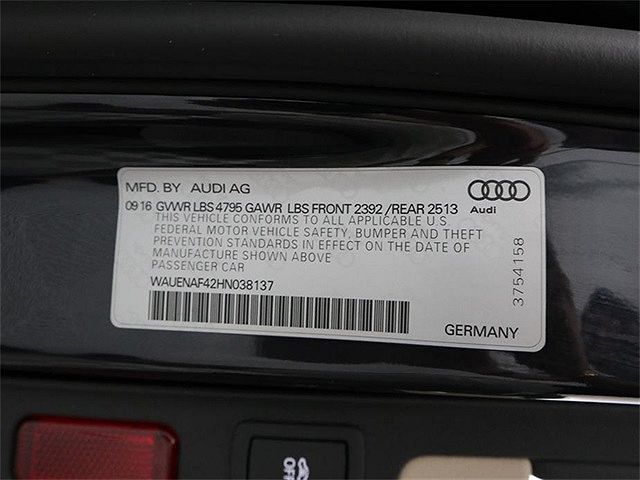 MFD. BY AUDI AG
Audi
09 16 GVWR LBS 4795 GAWR LBS FRONT 2392 /REAR 2513
THIS VEHICLE CONFORMS TO ALL APPLICABLE U.S.
FEDERAL MOTOR VEHICLE SAFETY, BUMPER AND THEFT
PREVENTION STANDARDS IN EFFECT ON THE DATE OF
MANUFACTURE SHOWN ABOVE
PASSENGER CAR
WAUENAF42HN038137
GERMANY
3754158
OFF